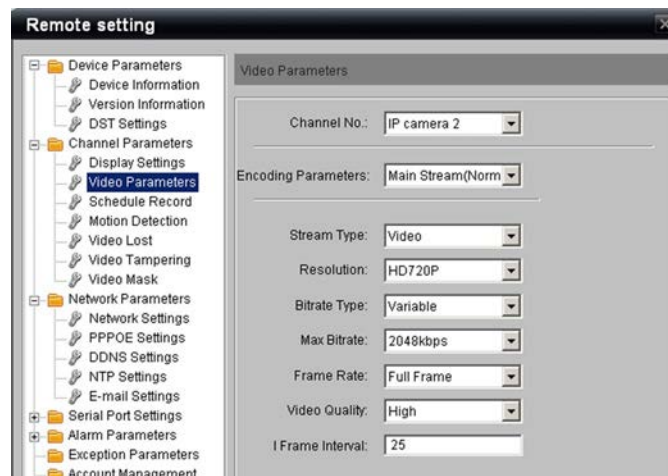 Remote setting
Device Parameters
Device Information
Version Information
DST Settings
Channel Parameters
Display Settings
Video Parameters
Schedule Record
Motion Detection
Video Lost
Video Tampering
Video Mask
Network Parameters
Network Settings
PPPOE Settings
DDNS Settings
NTP Settings
E-mail Settings
Serial Port Settings
Alarm Parameters
Exception Parameters
Account Management
Video Parameters
Channel No.: IP camera 2
Encoding Parameters: Main Stream(Norm
Stream Type: Video
Resolution: HD720P
Bitrate Type: Variable
Max Bitrate: 2048kbps
Frame Rate: Full Frame
Video Quality: High
I Frame Interval: 25